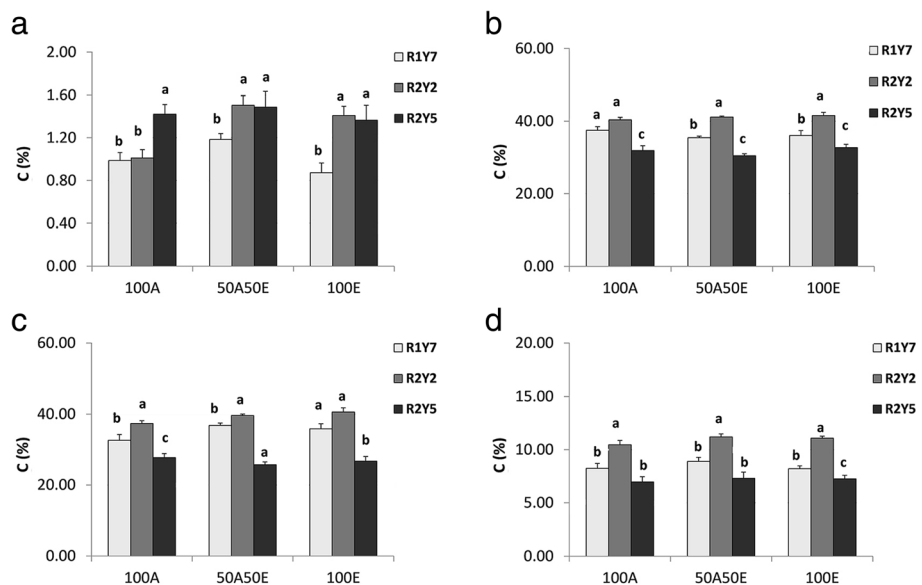 a
2.00
1.60
1.20
0.80
0.40
0.00
C (%)
b b a
b a a
b a a
100A 50A50E 100E
R1Y7
R2Y2
R2Y5
b
60.00
40.00
20.00
0.00
C (%)
a a c
b a c
b a c
100A 50A50E 100E
R1Y7
R2Y2
R2Y5
c
60.00
40.00
20.00
0.00
C (%)
b a c
b a a
a a b
100A 50A50E 100E
R1Y7
R2Y2
R2Y5
d
20.00
15.00
10.00
5.00
0.00
C (%)
b a b
b a b
b a c
100A 50A50E 100E
R1Y7
R2Y2
R2Y5